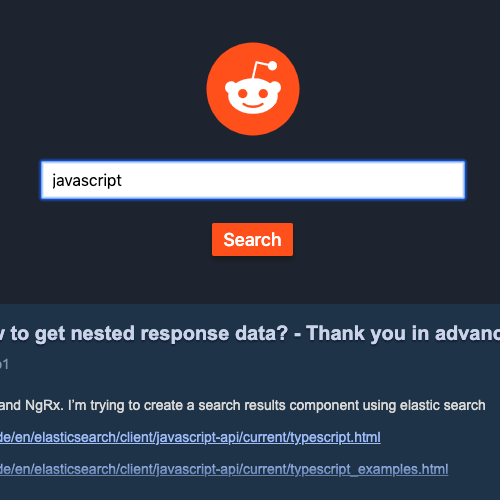 javascript
Search
to get nested response data? - Thank you in advanc
and NgRx. I'm trying to create a search results component using elastic search
de/en/elasticsearch/client/javascript-api/current/typescript.html
de/en/elasticsearch/client/javascript-api/current/typescript_examples.html